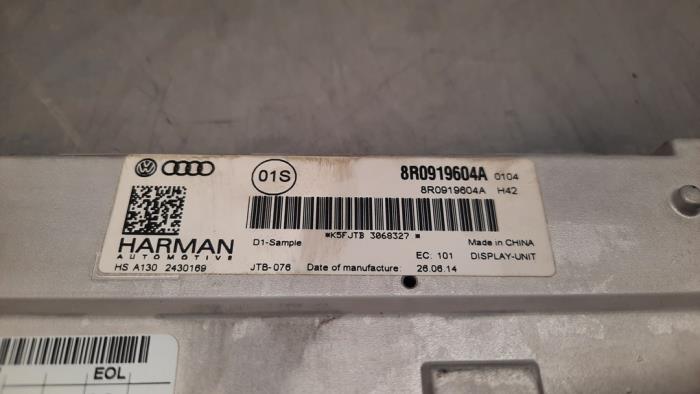 01S
8R0919604A 0104
8R0919604A H42
*K5FJTB 3068327 *
HARMAN
AUTOMOTIVE
D1-Sample
EC. 101
Made in CHINA
DISPLAY-UNIT
HS A130 2430169
JTB-076
Date of manufacture: 26.06.14
EOL